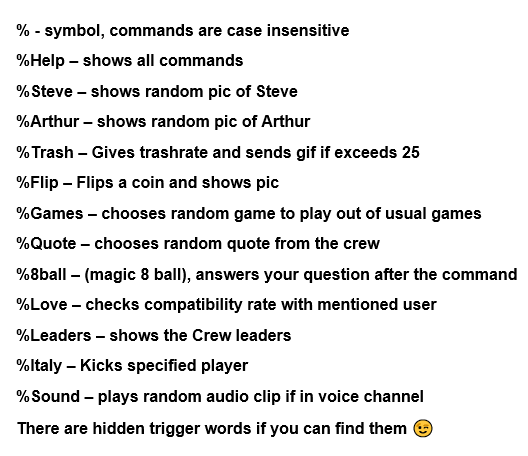 % - symbol, commands are case insensitive
%Help – shows all commands
%Steve – shows random pic of Steve
%Arthur – shows random pic of Arthur
%Trash – Gives trashrate and sends gif if exceeds 25
%Flip – Flips a coin and shows pic
%Games – chooses random game to play out of usual games
%Quote – chooses random quote from the crew
%8ball – (magic 8 ball), answers your question after the command
%Love – checks compatibility rate with mentioned user
%Leaders – shows the Crew leaders
%Italy – Kicks specified player
%Sound – plays random audio clip if in voice channel
There are hidden trigger words if you can find them 😉